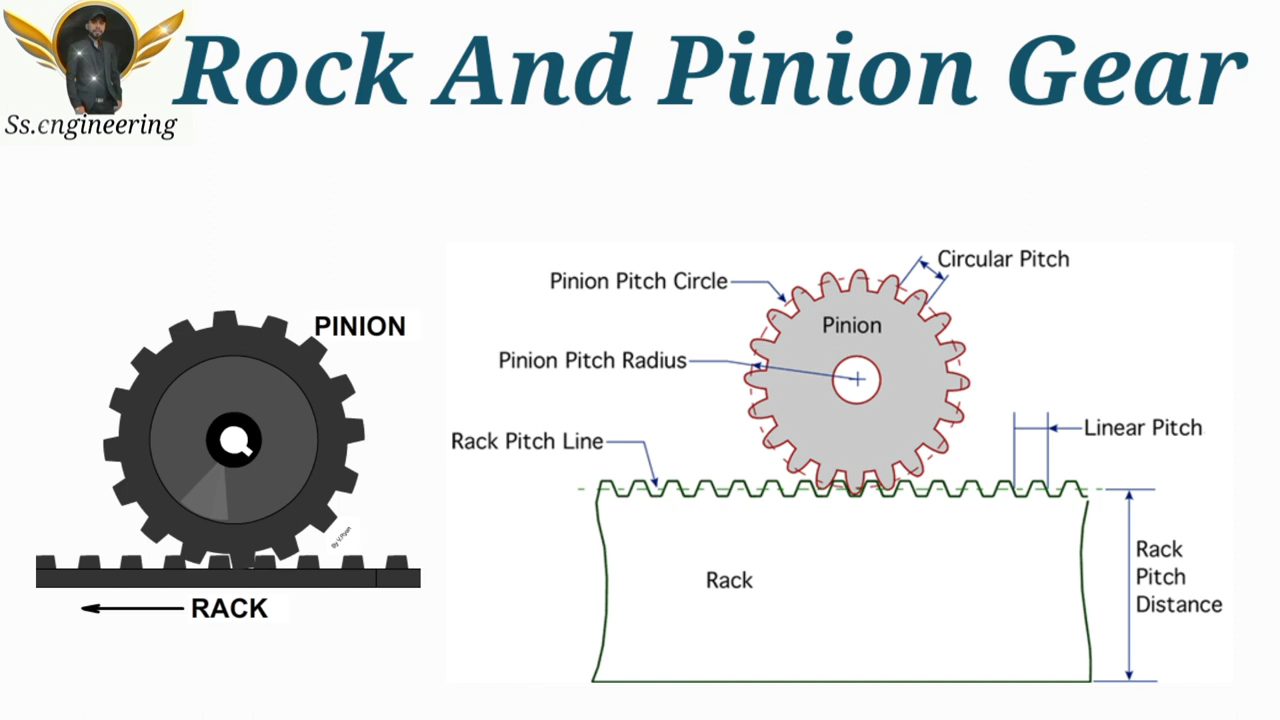 Rock And Pinion Gear
Ss.engineering
PINION
RACK
Circular Pitch
Pinion Pitch Circle
Pinion
Pinion Pitch Radius
Linear Pitch
Rack Pitch Line
Rack
Rack
Pitch
Distance